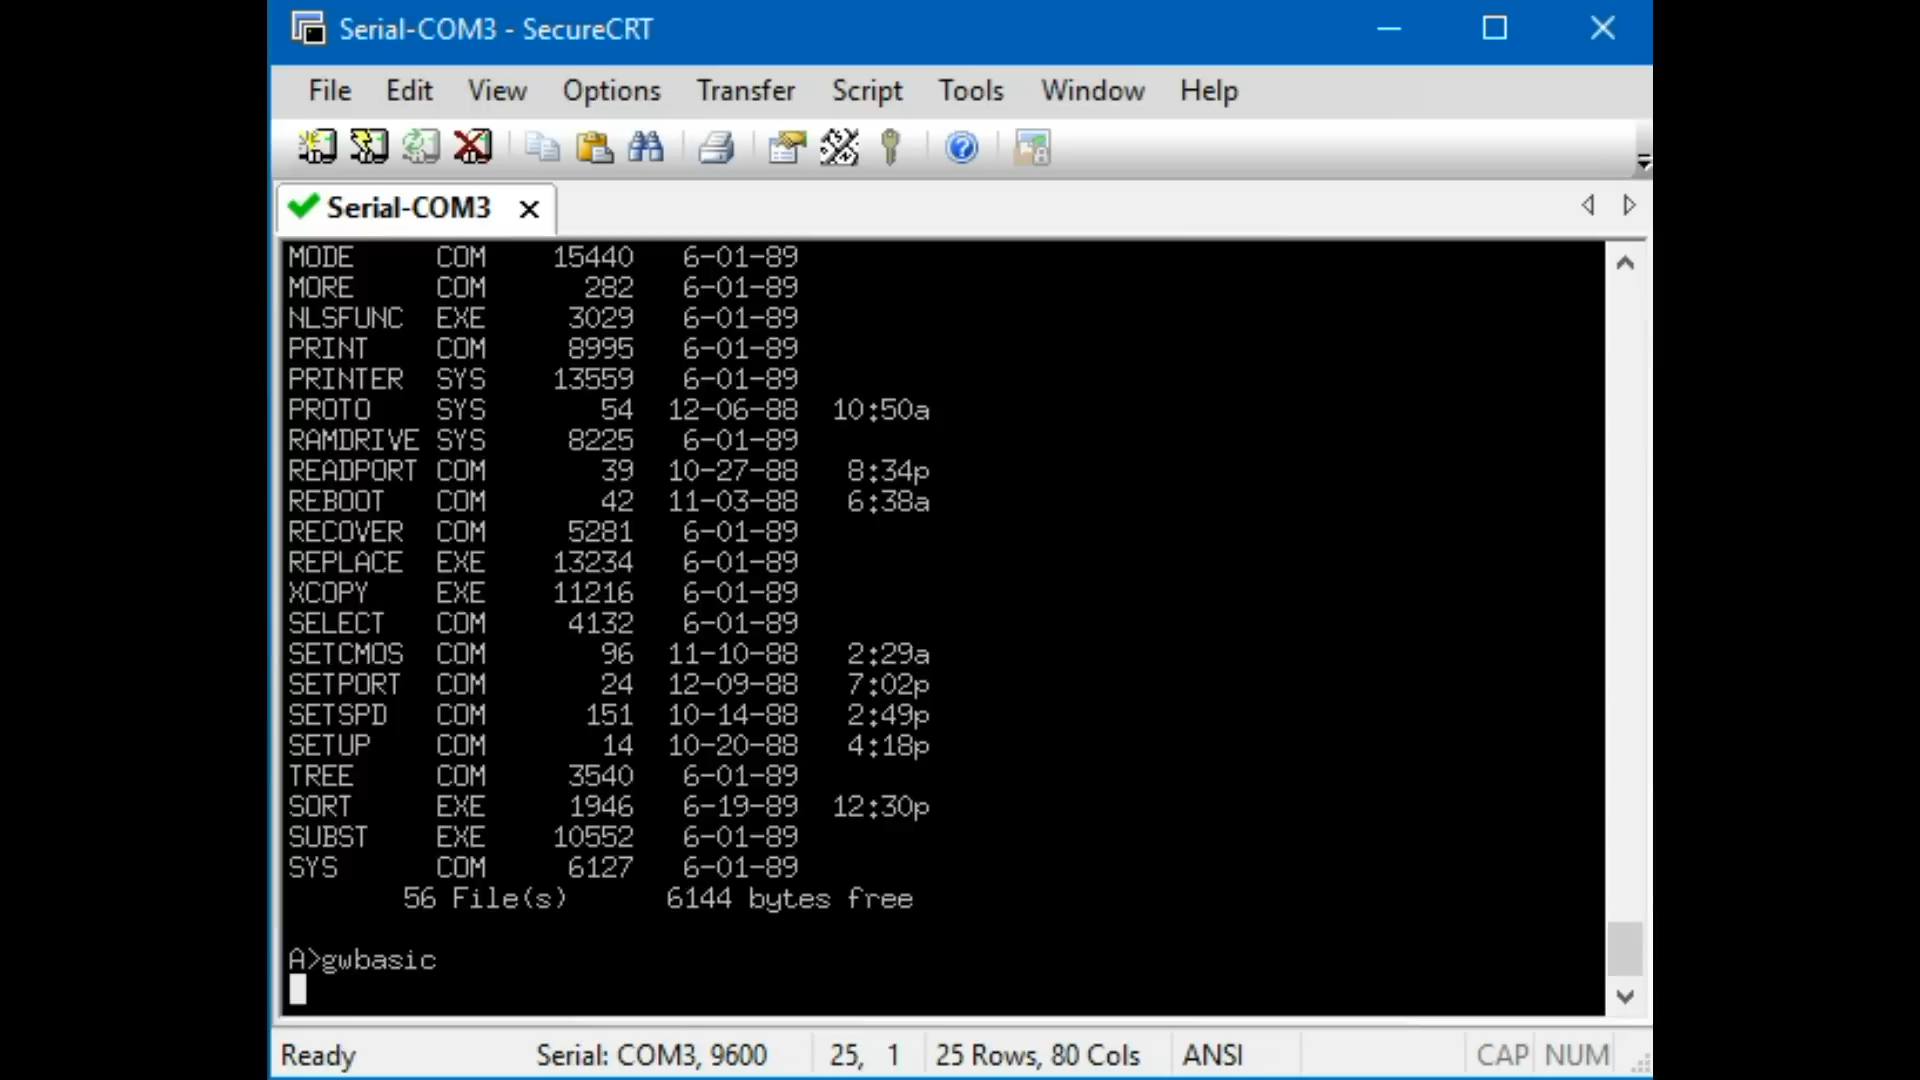 Serial-COM3 - SecureCRT
File Edit View Options Transfer Script Tools Window Help
Serial-COM3
MODE COM 15440 6-01-89
MORE COM 282 6-01-89
NLSFUNC EXE 3029 6-01-89
PRINT COM 8995 6-01-89
PRINTER SYS 13559 6-01-89
PROTO SYS 54 12-06-88 10:50a
RAMDRIVE SYS 8225 6-01-89
READPORT COM 39 10-27-88 8:34p
REBOOT COM 42 11-03-88 6:38a
RECOVER COM 5281 6-01-89
REPLACE EXE 13234 6-01-89
XCOPY EXE 11216 6-01-89
SELECT COM 4132 6-01-89
SETCMOS COM 96 11-10-88 2:29a
SETPORT COM 24 12-09-88 7:02p
SETSPD COM 151 10-14-88 2:49p
SETUP COM 14 10-20-88 4:18p
TREE COM 3540 6-01-89
SORT EXE 1946 6-19-89 12:30p
SUBST EXE 10552 6-01-89
SYS COM 6127 6-01-89
56 File(s) 6144 bytes free
A>gwbasic
Ready Serial: COM3, 9600 25, 1 25 Rows, 80 Cols ANSI CAP NUM